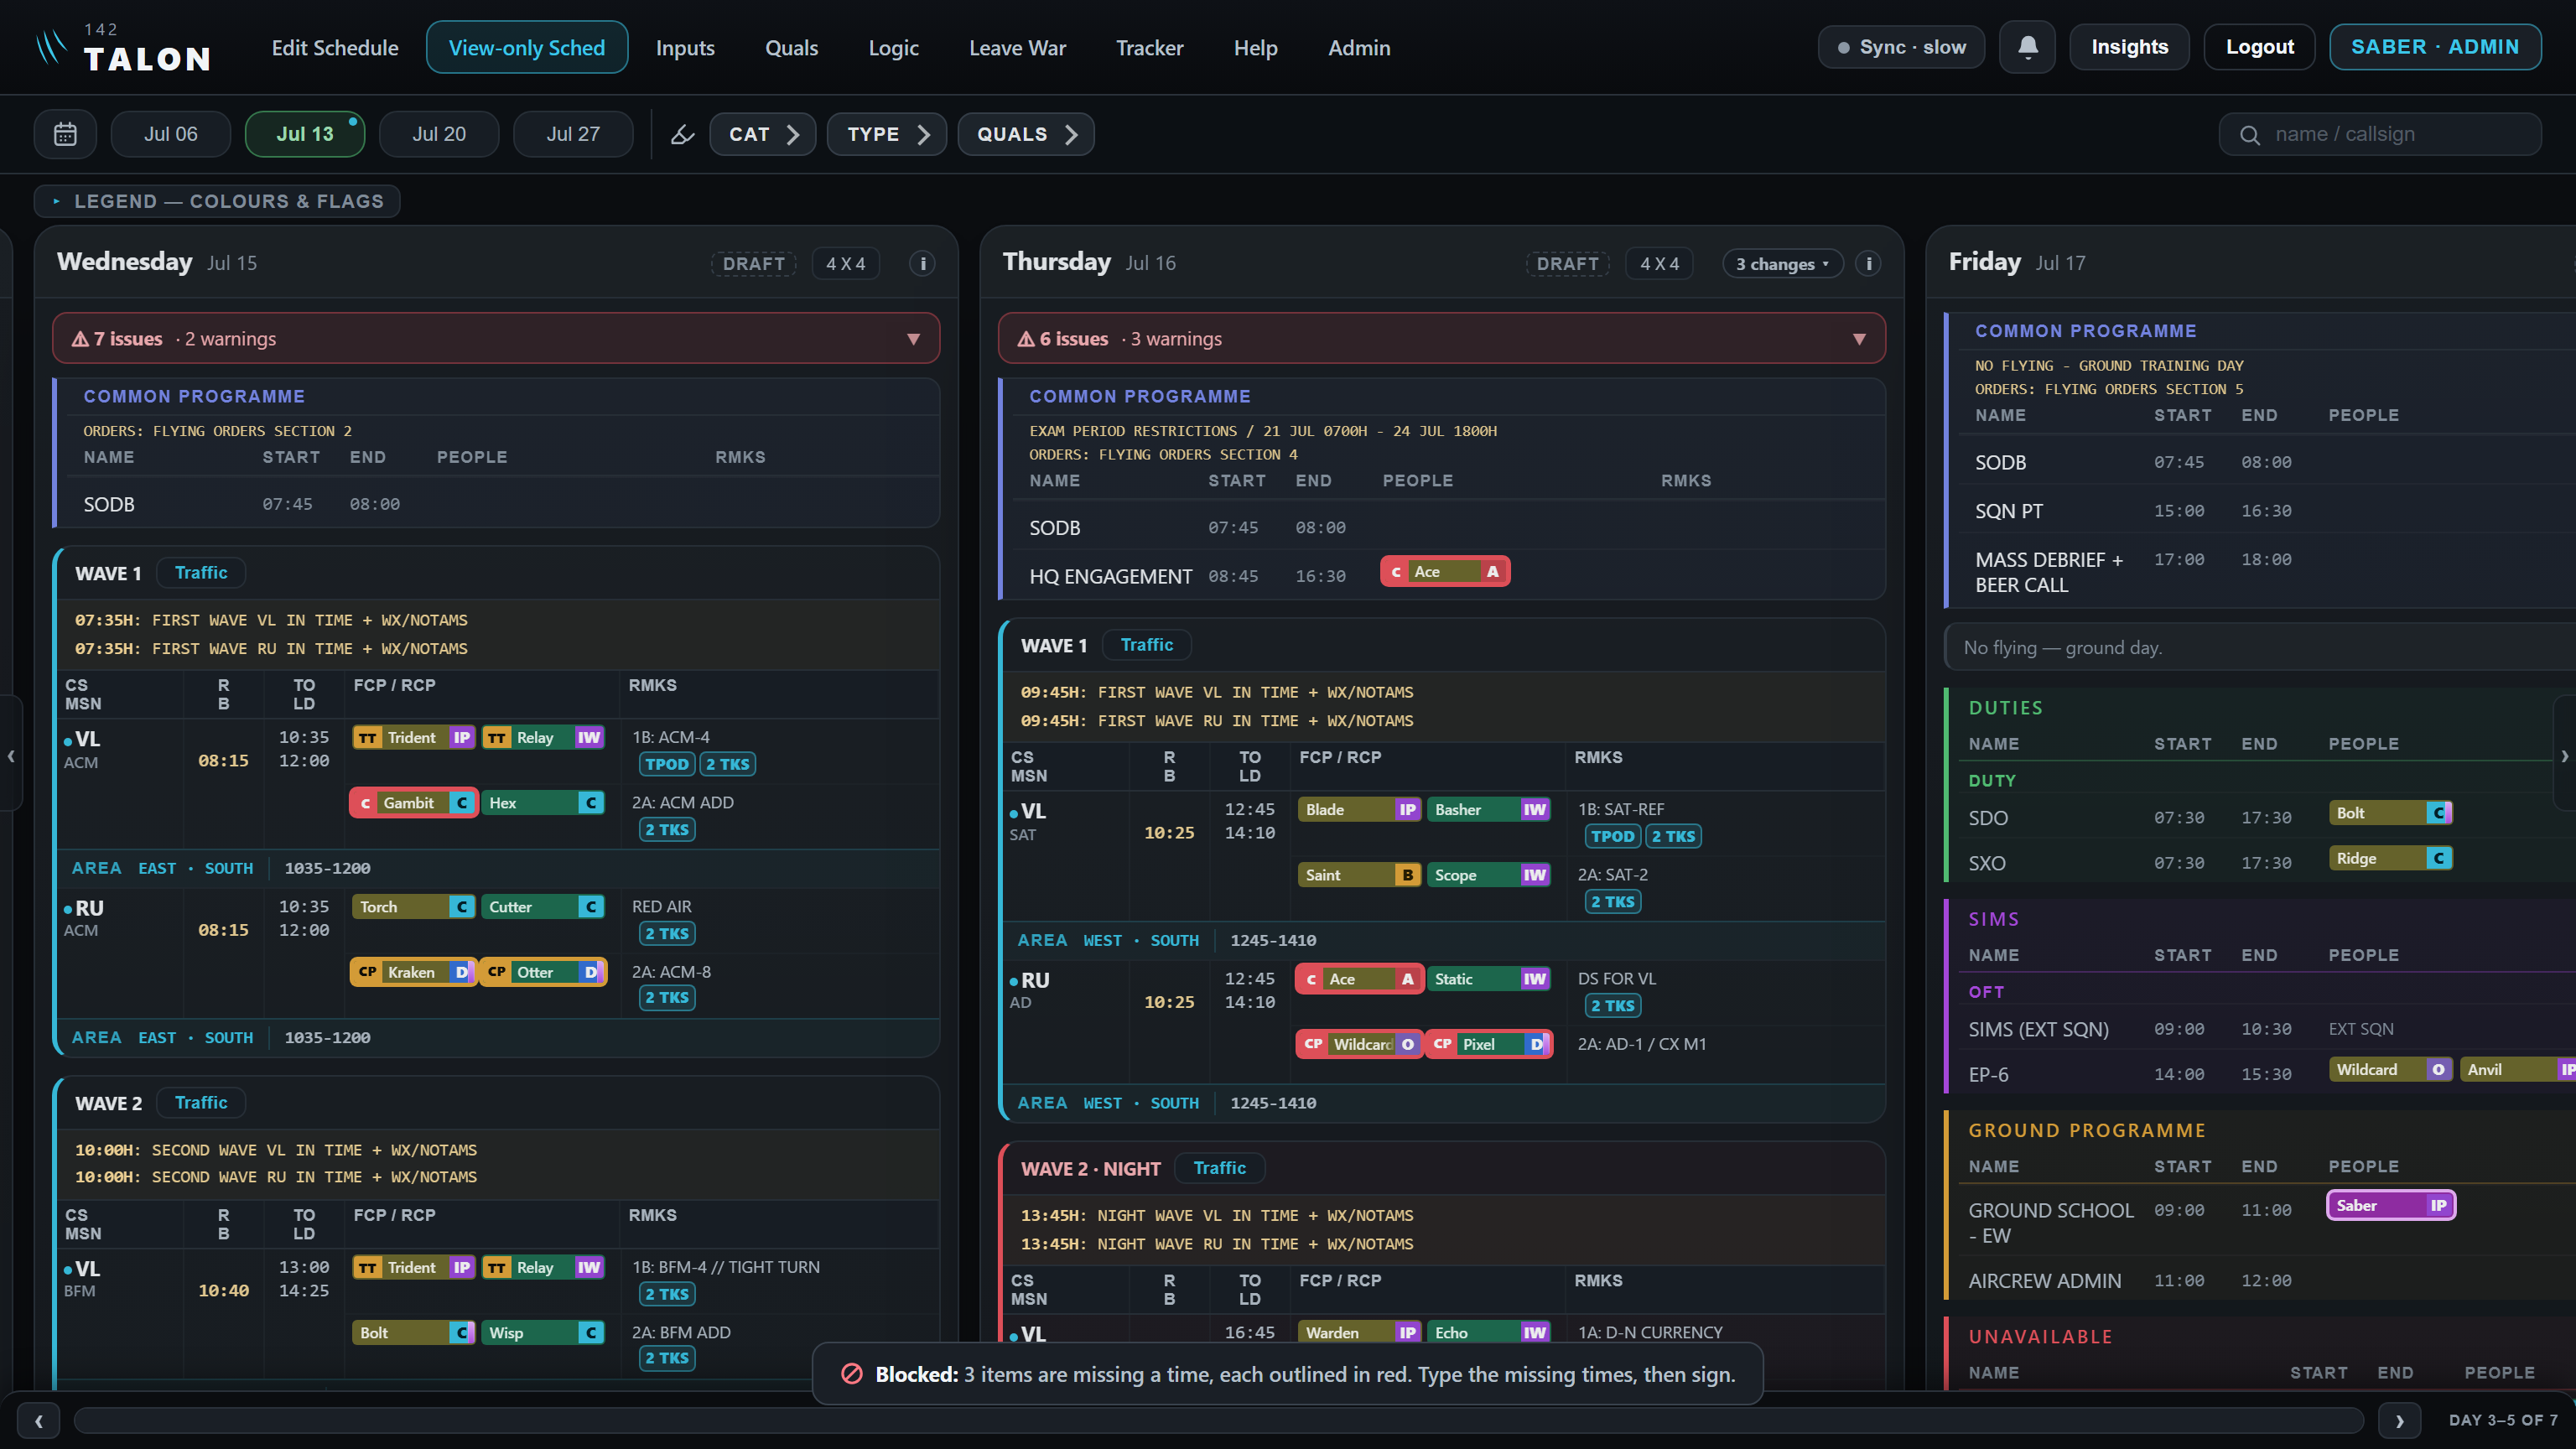 142
TALON
Edit Schedule
View-only Sched
Inputs
Quals
Logic
Leave War
Tracker
Help
Admin
Sync · slow
Insights
Logout
SABER · ADMIN
Jul 06
Jul 13
Jul 20
Jul 27
CAT
TYPE
QUALS
name / callsign
LEGEND — COLOURS & FLAGS
Wednesday Jul 15
DRAFT
4 X 4
i
7 issues · 2 warnings
COMMON PROGRAMME
ORDERS: FLYING ORDERS SECTION 2
NAME START END PEOPLE RMKS
SODB 07:45 08:00
WAVE 1 Traffic
07:35H: FIRST WAVE VL IN TIME + WX/NOTAMS
07:35H: FIRST WAVE RU IN TIME + WX/NOTAMS
CS R TO FCP / RCP RMKS
MSN B LD
VL 10:35 TT Trident IP TT Relay IW 1B: ACM-4
ACM 08:15 12:00 TPOD 2 TKS
C Gambit C Hex C 2A: ACM ADD
2 TKS
AREA EAST · SOUTH 1035-1200
RU 10:35 Torch C Cutter C RED AIR
ACM 08:15 12:00 2 TKS
CP Kraken D CP Otter D 2A: ACM-8
2 TKS
AREA EAST · SOUTH 1035-1200
WAVE 2 Traffic
10:00H: SECOND WAVE VL IN TIME + WX/NOTAMS
10:00H: SECOND WAVE RU IN TIME + WX/NOTAMS
CS R TO FCP / RCP RMKS
MSN B LD
VL 13:00 TT Trident IP TT Relay IW 1B: BFM-4 // TIGHT TURN
BFM 10:40 14:25 2 TKS
Bolt C Wisp C 2A: BFM ADD
2 TKS
Thursday Jul 16
DRAFT
4 X 4
3 changes
i
6 issues · 3 warnings
COMMON PROGRAMME
EXAM PERIOD RESTRICTIONS / 21 JUL 0700H - 24 JUL 1800H
ORDERS: FLYING ORDERS SECTION 4
NAME START END PEOPLE RMKS
SODB 07:45 08:00
HQ ENGAGEMENT 08:45 16:30 C Ace A
WAVE 1 Traffic
09:45H: FIRST WAVE VL IN TIME + WX/NOTAMS
09:45H: FIRST WAVE RU IN TIME + WX/NOTAMS
CS R TO FCP / RCP RMKS
MSN B LD
VL 12:45 Blade IP Basher IW 1B: SAT-REF
SAT 10:25 14:10 TPOD 2 TKS
Saint B Scope IW 2A: SAT-2
2 TKS
AREA WEST · SOUTH 1245-1410
RU 12:45 C Ace A Static IW DS FOR VL
AD 10:25 14:10 2 TKS
CP Wildcard O CP Pixel D 2A: AD-1 / CX M1
AREA WEST · SOUTH 1245-1410
WAVE 2 · NIGHT Traffic
13:45H: NIGHT WAVE VL IN TIME + WX/NOTAMS
13:45H: NIGHT WAVE RU IN TIME + WX/NOTAMS
CS R TO FCP / RCP RMKS
MSN B LD
VL 16:45 Warden IP Echo IW 1A: D-N CURRENCY
Friday Jul 17
COMMON PROGRAMME
NO FLYING - GROUND TRAINING DAY
ORDERS: FLYING ORDERS SECTION 5
NAME START END PEOPLE
SODB 07:45 08:00
SQN PT 15:00 16:30
MASS DEBRIEF + 17:00 18:00
BEER CALL
No flying — ground day.
DUTIES
NAME START END PEOPLE
DUTY
SDO 07:30 17:30 Bolt C
SXO 07:30 17:30 Ridge C
SIMS
NAME START END PEOPLE
OFT
SIMS (EXT SQN) 09:00 10:30 EXT SQN
EP-6 14:00 15:30 Wildcard O Anvil IP
GROUND PROGRAMME
NAME START END PEOPLE
GROUND SCHOOL 09:00 11:00 Saber IP
- EW
AIRCREW ADMIN 11:00 12:00
UNAVAILABLE
NAME START END PEOPLE
Blocked: 3 items are missing a time, each outlined in red. Type the missing times, then sign.
DAY 3–5 OF 7